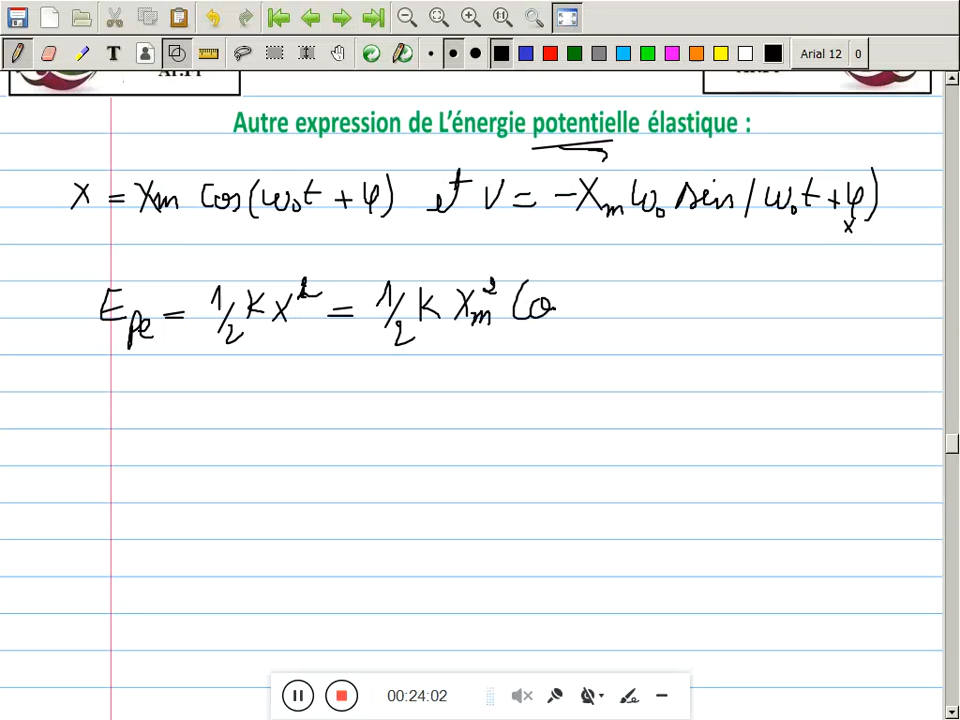 Arial 12 0
Autre expression de L'énergie potentielle élastique :
x = Xm Cos(ω₀t + φ) et V = -Xₘ ω₀ sin(ω₀t + φ)
E_pe = 1/2 K x² = 1/2 K Xₘ² Co
00:24:02